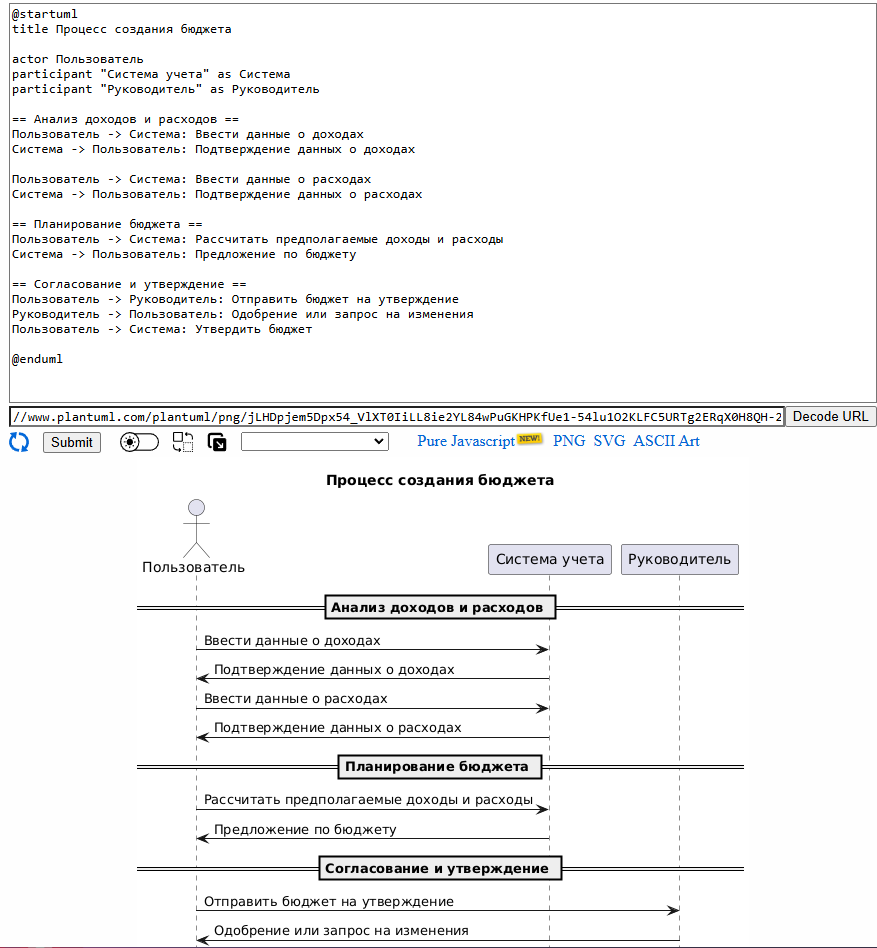 @startuml
title Процесс создания бюджета
actor Пользователь
participant "Система учета" as Система
participant "Руководитель" as Руководитель
== Анализ доходов и расходов ==
Пользователь -> Система: Ввести данные о доходах
Система -> Пользователь: Подтверждение данных о доходах
Пользователь -> Система: Ввести данные о расходах
Система -> Пользователь: Подтверждение данных о расходах
== Планирование бюджета ==
Пользователь -> Система: Рассчитать предполагаемые доходы и расходы
Система -> Пользователь: Предложение по бюджету
== Согласование и утверждение ==
Пользователь -> Руководитель: Отправить бюджет на утверждение
Руководитель -> Пользователь: Одобрение или запрос на изменения
Пользователь -> Система: Утвердить бюджет
@enduml
//www.plantuml.com/plantuml/png/jLHDpjem5Dpx54_VlXT0IiLL8ie2YL84wPuGKHPKfUe1-54lu1O2KLFC5URTg2ERqX0H8QH-2 Decode URL
Submit Pure Javascript NEW! PNG SVG ASCII Art
Процесс создания бюджета
Пользователь Система учета Руководитель
Анализ доходов и расходов
Ввести данные о доходах
Подтверждение данных о доходах
Ввести данные о расходах
Подтверждение данных о расходах
Планирование бюджета
Рассчитать предполагаемые доходы и расходы
Предложение по бюджету
Согласование и утверждение
Отправить бюджет на утверждение
Одобрение или запрос на изменения